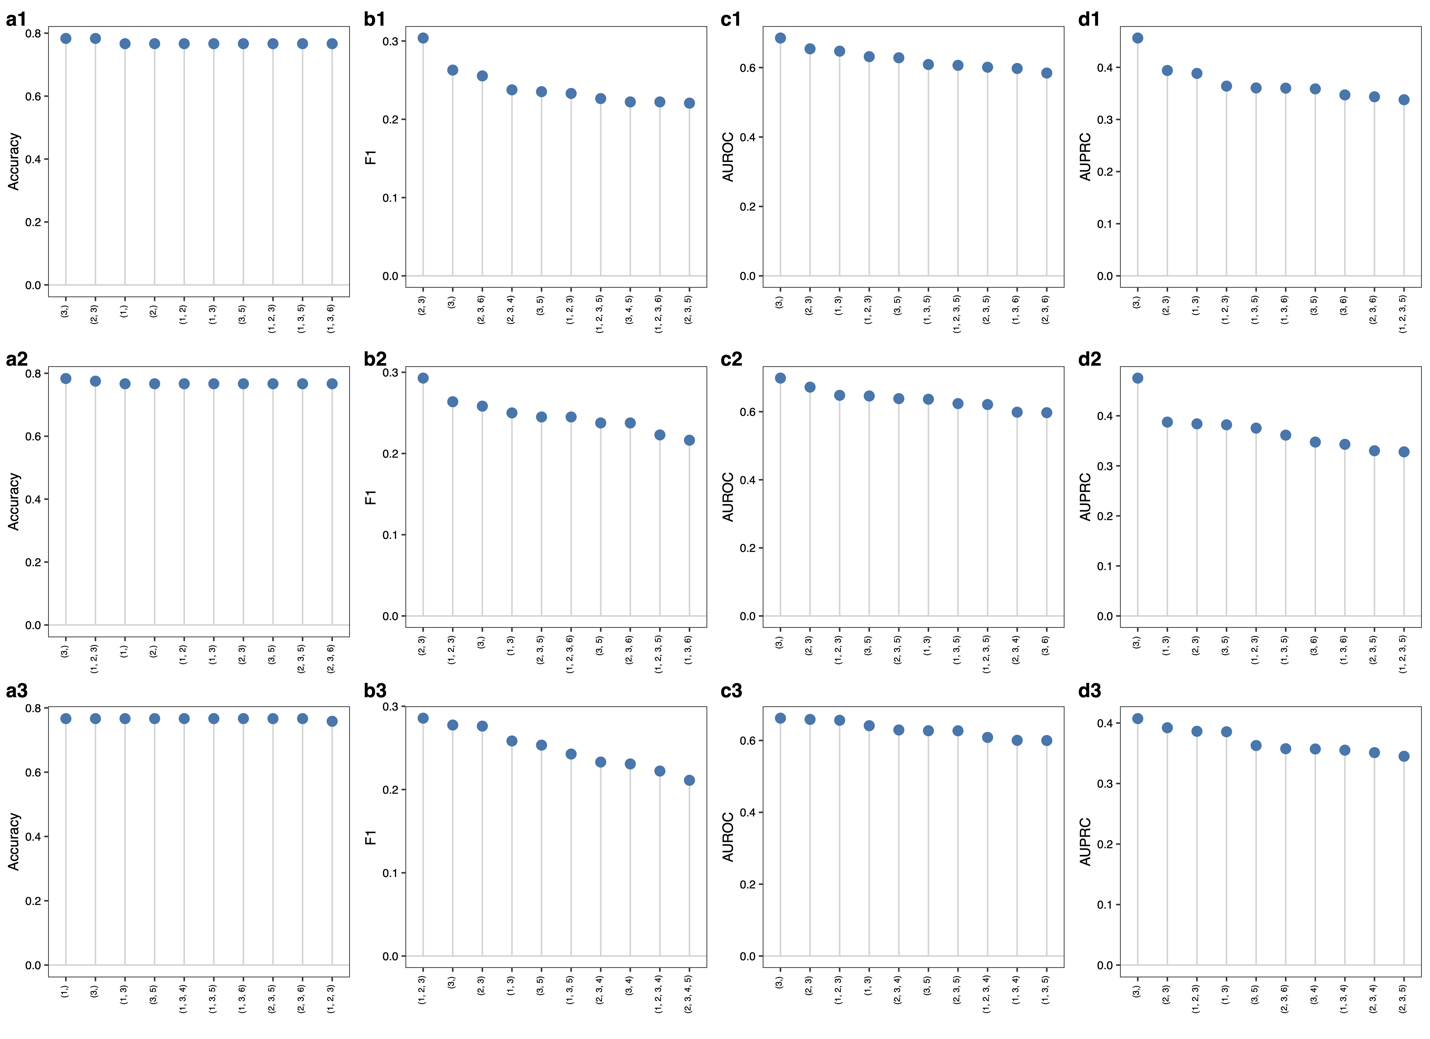 a1
Accuracy
0.8
0.6
0.4
0.2
0.0
(3,)
(2, 3)
(1,)
(2,)
(1, 2)
(1, 3)
(3, 5)
(1, 2, 3)
(1, 3, 5)
(1, 3, 6)
b1
F1
0.3
0.2
0.1
0.0
(2, 3)
(3,)
(2, 3, 6)
(2, 3, 4)
(3, 5)
(1, 2, 3)
(1, 2, 3, 5)
(3, 4, 5)
(1, 2, 3, 6)
(2, 3, 5)
c1
AUROC
0.6
0.4
0.2
0.0
(3,)
(2, 3)
(1, 3)
(1, 2, 3)
(3, 5)
(1, 3, 5)
(1, 2, 3, 5)
(2, 3, 5)
(1, 3, 6)
(2, 3, 6)
d1
AUPRC
0.4
0.3
0.2
0.1
0.0
(3,)
(2, 3)
(1, 3)
(1, 2, 3)
(1, 3, 5)
(1, 3, 6)
(3, 5)
(3, 6)
(2, 3, 6)
(1, 2, 3, 5)
a2
Accuracy
0.8
0.6
0.4
0.2
0.0
(3,)
(1, 2, 3)
(1,)
(2,)
(1, 2)
(1, 3)
(2, 3)
(3, 5)
(2, 3, 5)
(2, 3, 6)
b2
F1
0.3
0.2
0.1
0.0
(2, 3)
(1, 2, 3)
(3,)
(1, 3)
(2, 3, 5)
(1, 2, 3, 6)
(3, 5)
(2, 3, 6)
(1, 2, 3, 5)
(1, 3, 6)
c2
AUROC
0.6
0.4
0.2
0.0
(3,)
(2, 3)
(1, 2, 3)
(3, 5)
(2, 3, 5)
(1, 3)
(1, 3, 5)
(1, 2, 3, 5)
(2, 3, 4)
(3, 6)
d2
AUPRC
0.4
0.3
0.2
0.1
0.0
(3,)
(1, 3)
(2, 3)
(3, 5)
(1, 2, 3)
(1, 3, 5)
(3, 6)
(1, 3, 6)
(2, 3, 5)
(1, 2, 3, 5)
a3
Accuracy
0.8
0.6
0.4
0.2
0.0
(1,)
(3,)
(1, 3)
(3, 5)
(1, 3, 4)
(1, 3, 5)
(1, 3, 6)
(2, 3, 5)
(2, 3, 6)
(1, 2, 3)
b3
F1
0.3
0.2
0.1
0.0
(1, 2, 3)
(3,)
(2, 3)
(1, 3)
(3, 5)
(1, 3, 5)
(2, 3, 4)
(3, 4)
(1, 2, 3, 4)
(2, 3, 4, 5)
c3
AUROC
0.6
0.4
0.2
0.0
(3,)
(2, 3)
(1, 2, 3)
(1, 3)
(2, 3, 4)
(3, 5)
(2, 3, 5)
(1, 2, 3, 4)
(1, 3, 4)
(1, 3, 5)
d3
AUPRC
0.4
0.3
0.2
0.1
0.0
(3,)
(2, 3)
(1, 2, 3)
(1, 3)
(3, 5)
(2, 3, 6)
(3, 4)
(1, 3, 4)
(2, 3, 4)
(2, 3, 5)